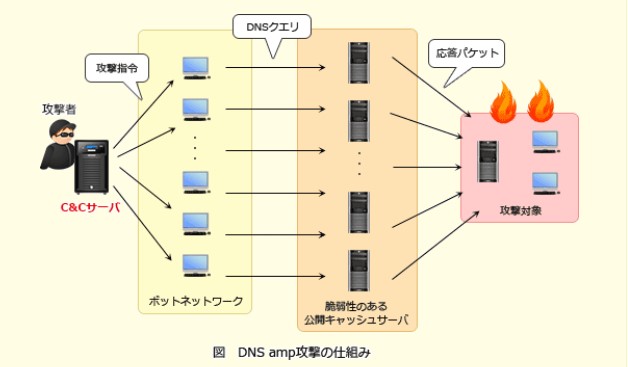 DNSクエリ
攻撃指令
応答パケット
攻撃者
C&Cサーバ
攻撃対象
ボットネットワーク
脆弱性のある
公開キャッシュサーバ
図 DNS amp攻撃の仕組み